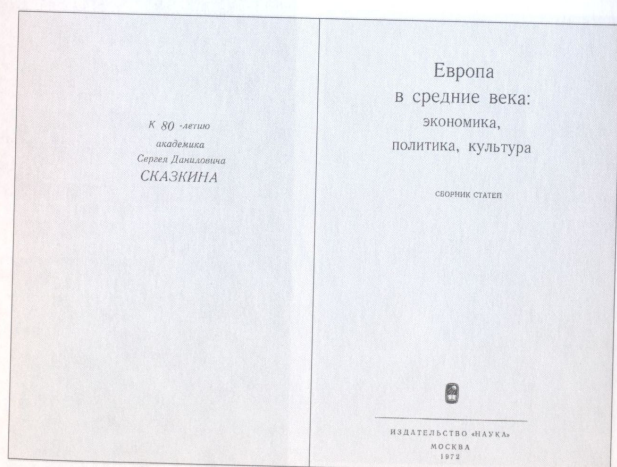 К 80-летию
академика
Сергея Даниловича
СКАЗКИНА
Европа
в средние века:
экономика,
политика, культура
СБОРНИК СТАТЕЙ
ИЗДАТЕЛЬСТВО «НАУКА»
МОСКВА
1972